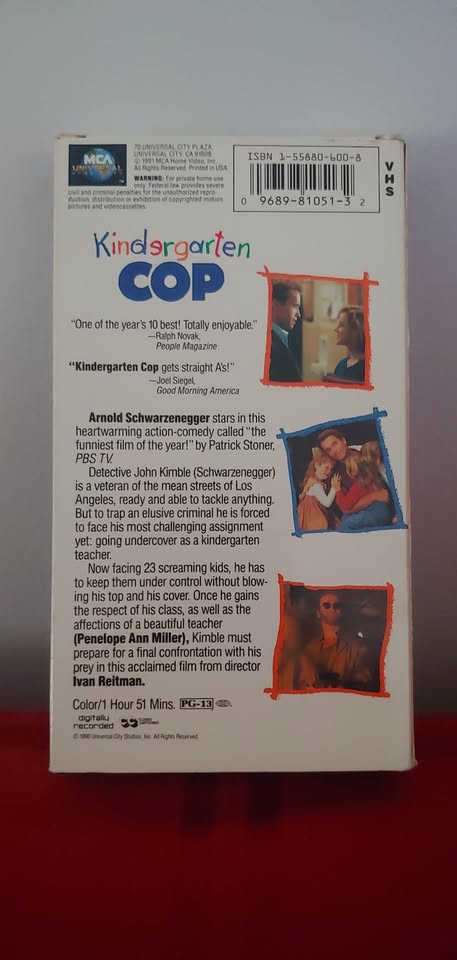 MCA
UNIVERSAL
70 UNIVERSAL CITY PLAZA,
UNIVERSAL CITY, CA 91608
© 1991 MCA Home Video, Inc.
All Rights Reserved. Printed in USA.
WARNING: For private home use
only. Federal law provides severe
civil and criminal penalties for the unauthorized repro-
duction, distribution or exhibition of copyrighted motion
pictures and videocassettes.
ISBN 1-55880-600-8
0 9689-81051-3 2
VHS
Kindergarten
COP
"One of the year's 10 best! Totally enjoyable."
—Ralph Novak,
People Magazine
"Kindergarten Cop gets straight A's!"
—Joel Siegel,
Good Morning America
Arnold Schwarzenegger stars in this
heartwarming action-comedy called "the
funniest film of the year!" by Patrick Stoner,
PBS TV.
Detective John Kimble (Schwarzenegger)
is a veteran of the mean streets of Los
Angeles, ready and able to tackle anything.
But to trap an elusive criminal he is forced
to face his most challenging assignment
yet: going undercover as a kindergarten
teacher.
Now facing 23 screaming kids, he has
to keep them under control without blow-
ing his top and his cover. Once he gains
the respect of his class, as well as the
affections of a beautiful teacher
(Penelope Ann Miller), Kimble must
prepare for a final confrontation with his
prey in this acclaimed film from director
Ivan Reitman.
Color/1 Hour 51 Mins. PG-13
digitally
recorded
CC CLOSED
CAPTIONED
© 1990 Universal City Studios, Inc. All Rights Reserved.